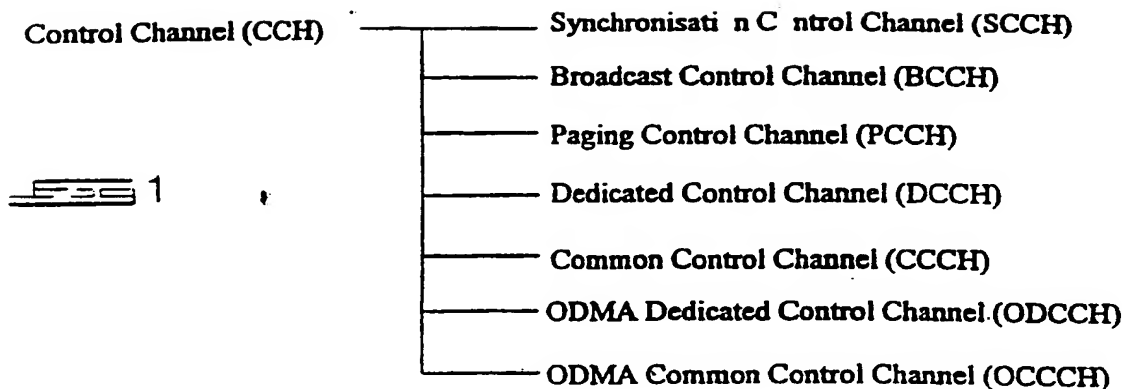 Control Channel (CCH)
Synchronisati n C ntrol Channel (SCCH)
Broadcast Control Channel (BCCH)
Paging Control Channel (PCCH)
1
Dedicated Control Channel (DCCH)
Common Control Channel (CCCH)
ODMA Dedicated Control Channel (ODCCH)
ODMA Common Control Channel (OCCCH)